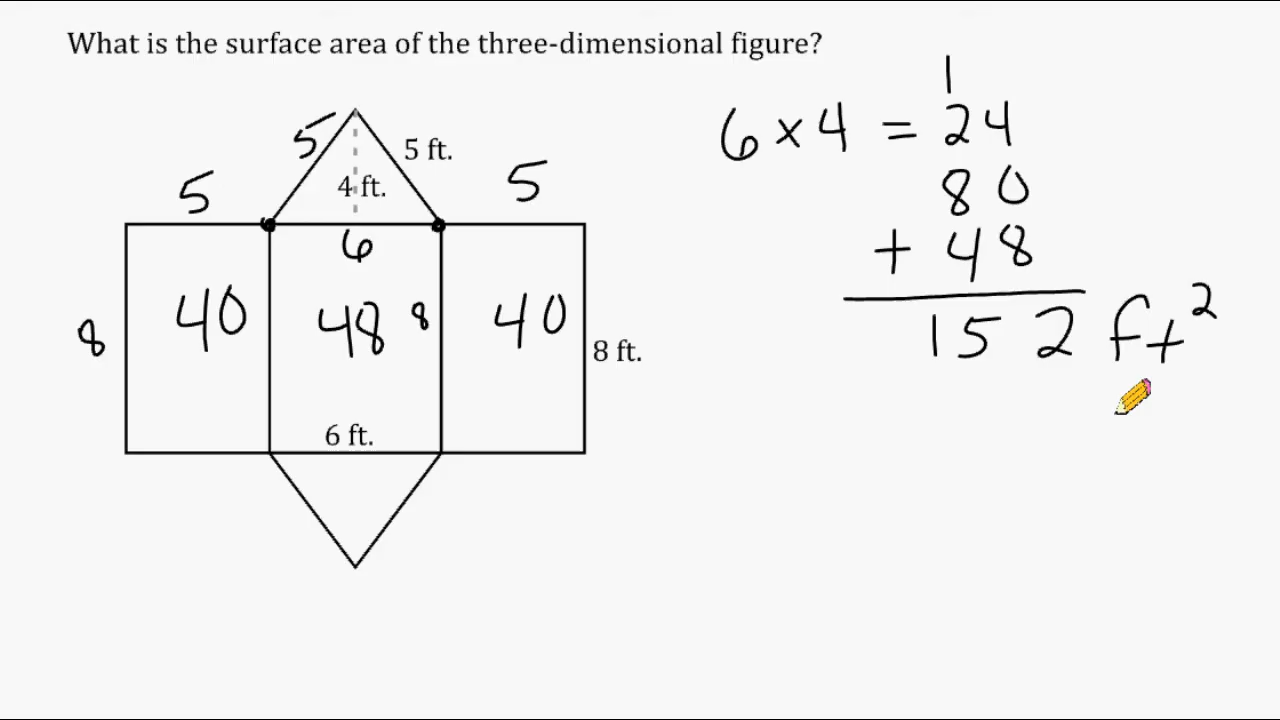 What is the surface area of the three-dimensional figure?
1
6 x 4 = 24
5
5 ft.
5
5
4 ft.
80
6
+ 48
40
48
8
40
8
8 ft.
152 ft²
6 ft.